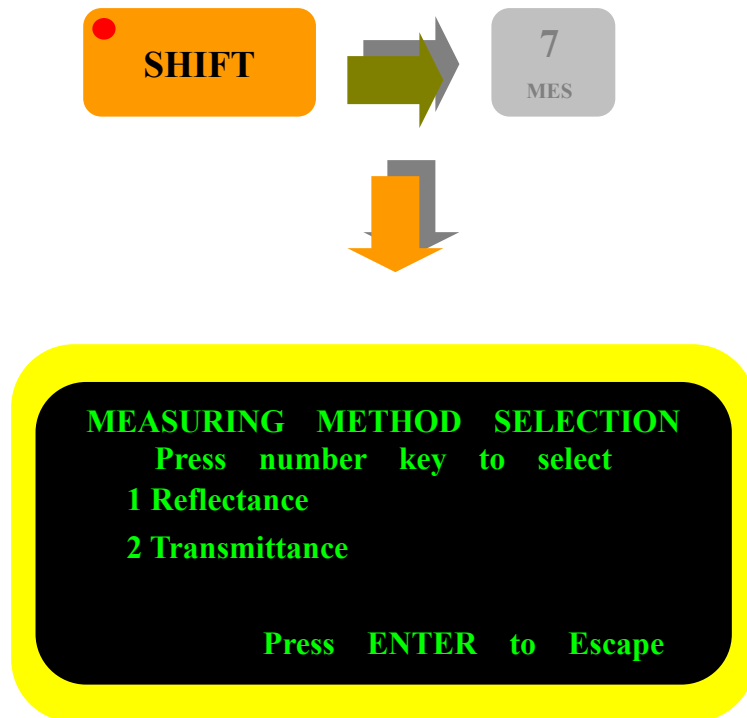 SHIFT
7
MES
MEASURING METHOD SELECTION
Press number key to select
1 Reflectance
2 Transmittance
Press ENTER to Escape